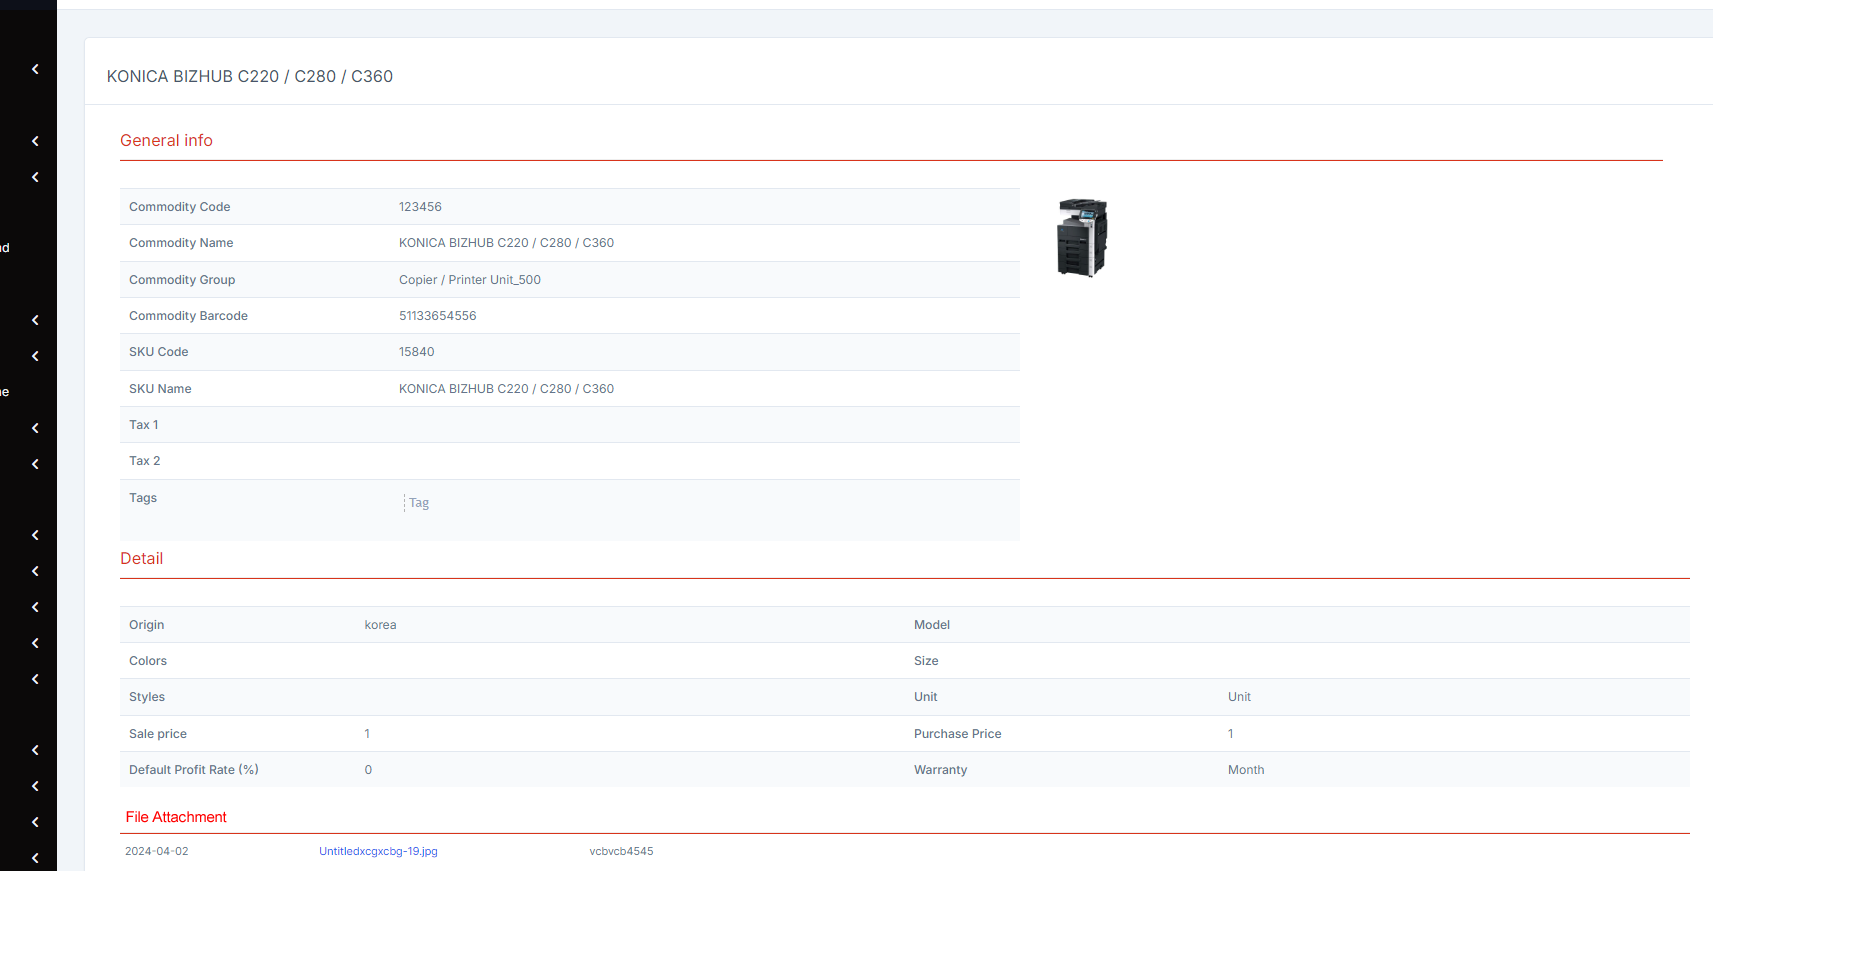 KONICA BIZHUB C220 / C280 / C360
General info
Commodity Code 123456
Commodity Name KONICA BIZHUB C220 / C280 / C360
nd
Commodity Group Copier / Printer Unit_500
Commodity Barcode 51133654556
SKU Code 15840
SKU Name KONICA BIZHUB C220 / C280 / C360
Tax 1
Tax 2
Tags Tag
Detail
Origin korea Model
Colors Size
Styles Unit Unit
Sale price 1 Purchase Price 1
Default Profit Rate (%) 0 Warranty Month
File Attachment
2024-04-02 Untitledxcgxcbg-19.jpg vcbvcb4545